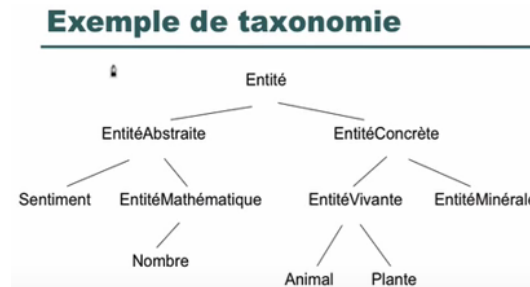 Exemple de taxonomie
Entité
EntitéAbstraite EntitéConcrète
Sentiment EntitéMathématique EntitéVivante EntitéMinérale
Nombre
Animal Plante